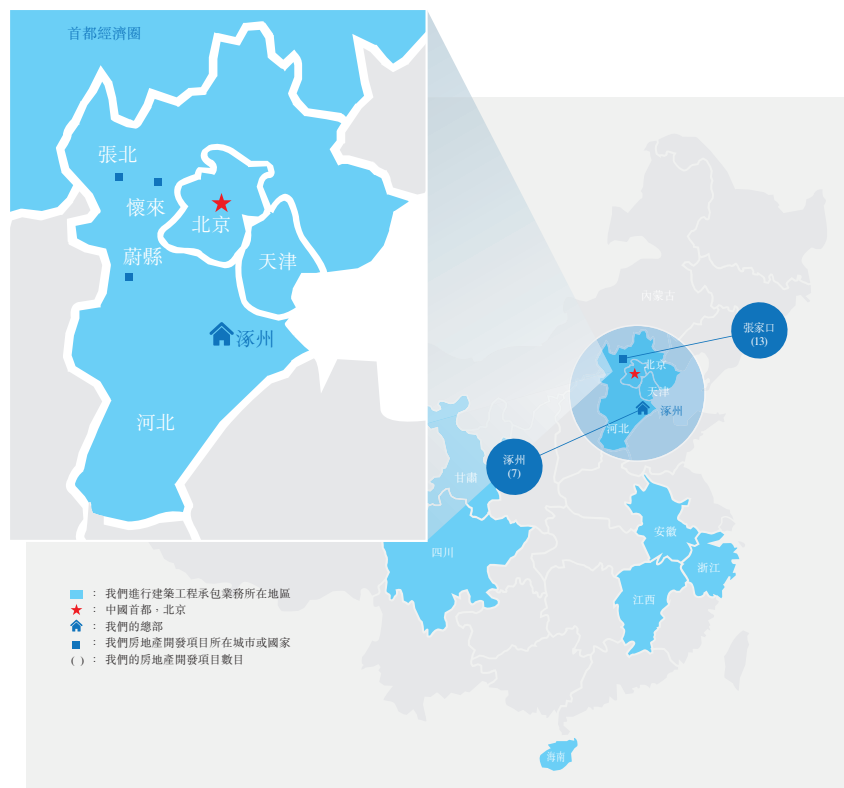 首都經濟圈
張北
懷來
北京
蔚縣
天津
涿州
河北
內蒙古
張家口
(13)
北京
天津
涿州
河北
涿州
(7)
甘肅
安徽
四川
浙江
江西
海南
： 我們進行建築工程承包業務所在地區
： 中國首都，北京
： 我們的總部
： 我們房地產開發項目所在城市或國家
( ) ： 我們的房地產開發項目數目